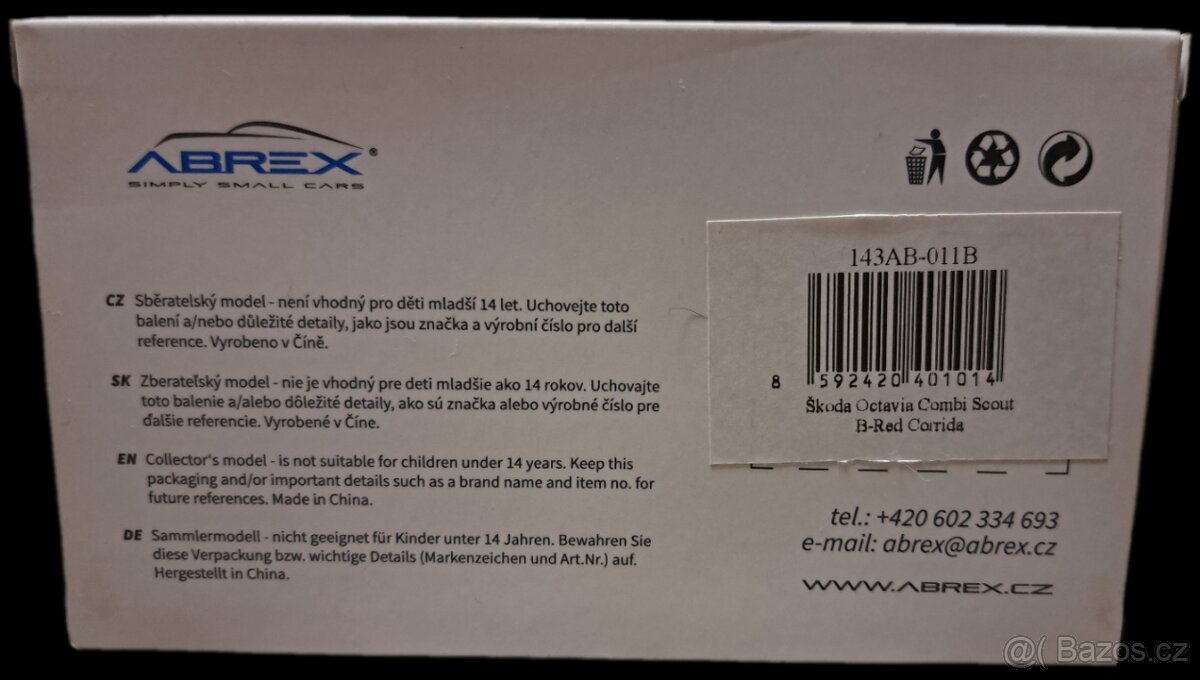 ABREX®
SIMPLY SMALL CARS
CZ Sběratelský model - není vhodný pro děti mladší 14 let. Uchovejte toto
balení a/nebo důležité detaily, jako jsou značka a výrobní číslo pro další
reference. Vyrobeno v Číně.
SK Zberateľský model - nie je vhodný pre deti mladšie ako 14 rokov. Uchovajte
toto balenie a/alebo dôležité detaily, ako sú značka alebo výrobné číslo pre
ďalšie referencie. Vyrobené v Číne.
EN Collector's model - is not suitable for children under 14 years. Keep this
packaging and/or important details such as a brand name and item no. for
future references. Made in China.
DE Sammlermodell - nicht geeignet für Kinder unter 14 Jahren. Bewahren Sie
diese Verpackung bzw. wichtige Details (Markenzeichen und Art.Nr.) auf.
Hergestellt in China.
143AB-011B
8 592420 401014
Škoda Octavia Combi Scout
B-Red Corrida
tel.: +420 602 334 693
e-mail: abrex@abrex.cz
WWW.ABREX.CZ
@( Bazos.cz